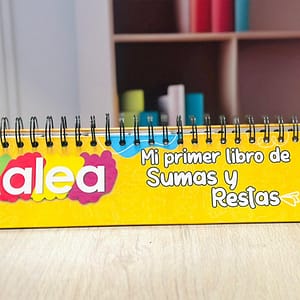 alea
Mi primer libro de
Sumas y
Restas